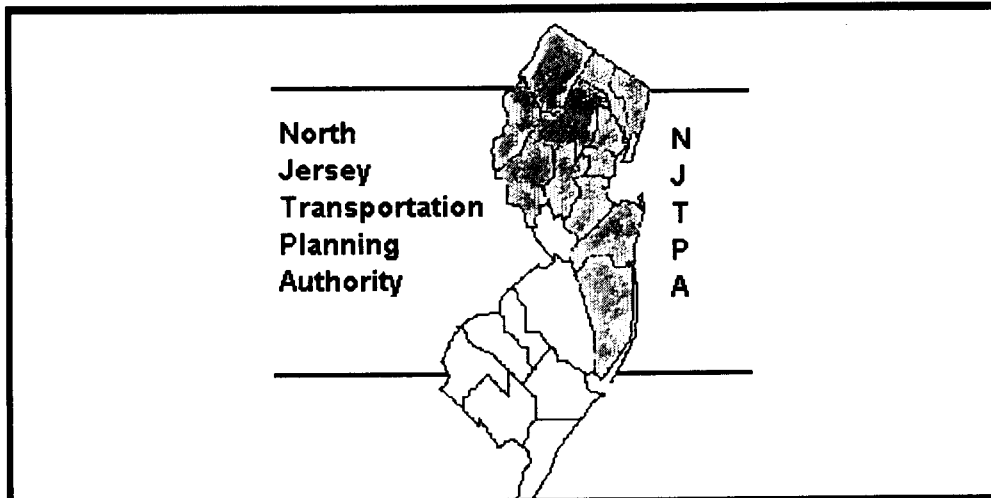 North
Jersey
Transportation
Planning
Authority
N
J
T
P
A